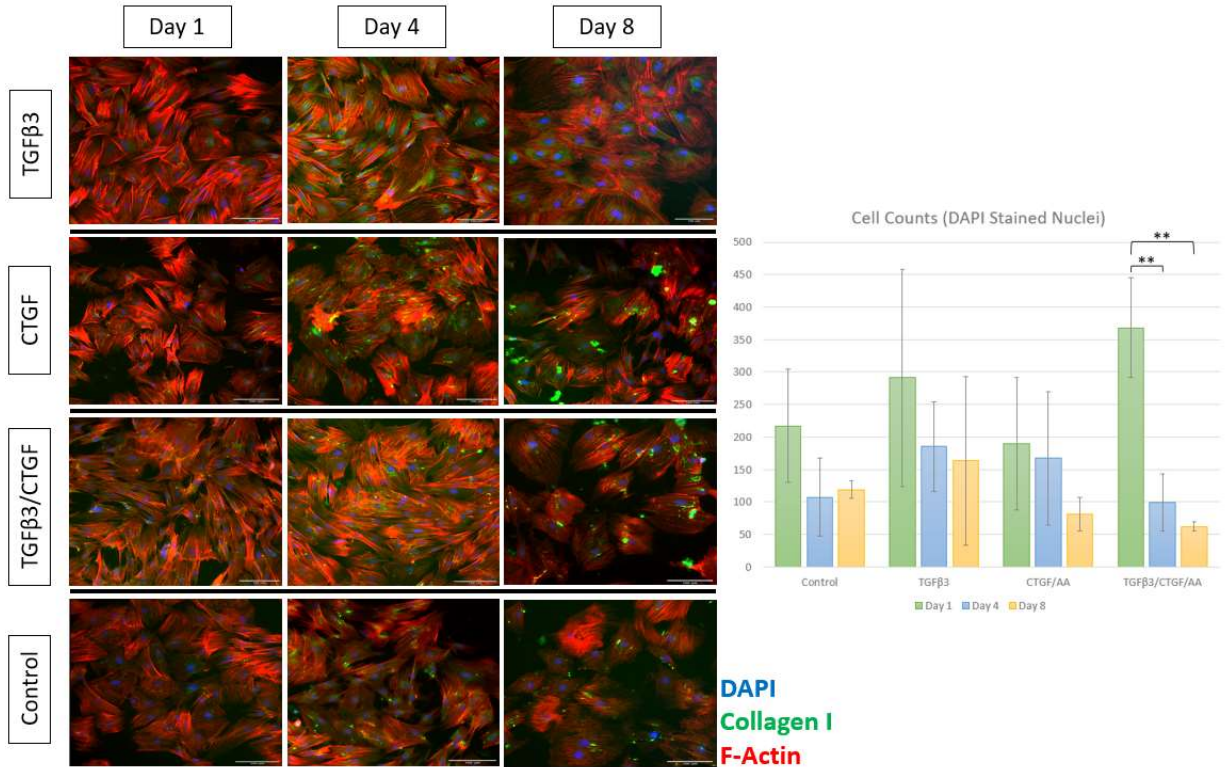 Day 1
Day 4
Day 8
TGFβ3
CTGF
TGFβ3/CTGF
Control
Cell Counts (DAPI Stained Nuclei)
500
450
400
350
300
250
200
150
100
50
0
**
**
Control
TGFβ3
CTGF/AA
TGFβ3/CTGF/AA
Day 1
Day 4
Day 8
DAPI
Collagen I
F-Actin